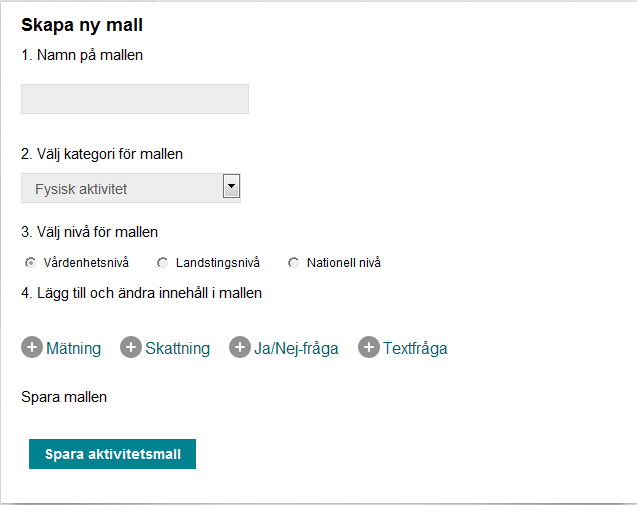 Skapa ny mall
1. Namn på mallen
2. Välj kategori för mallen
Fysisk aktivitet
3. Välj nivå för mallen
Vårdenhetsnivå Landstingsnivå Nationell nivå
4. Lägg till och ändra innehåll i mallen
Mätning Skattning Ja/Nej-fråga Textfråga
Spara mallen
Spara aktivitetsmall